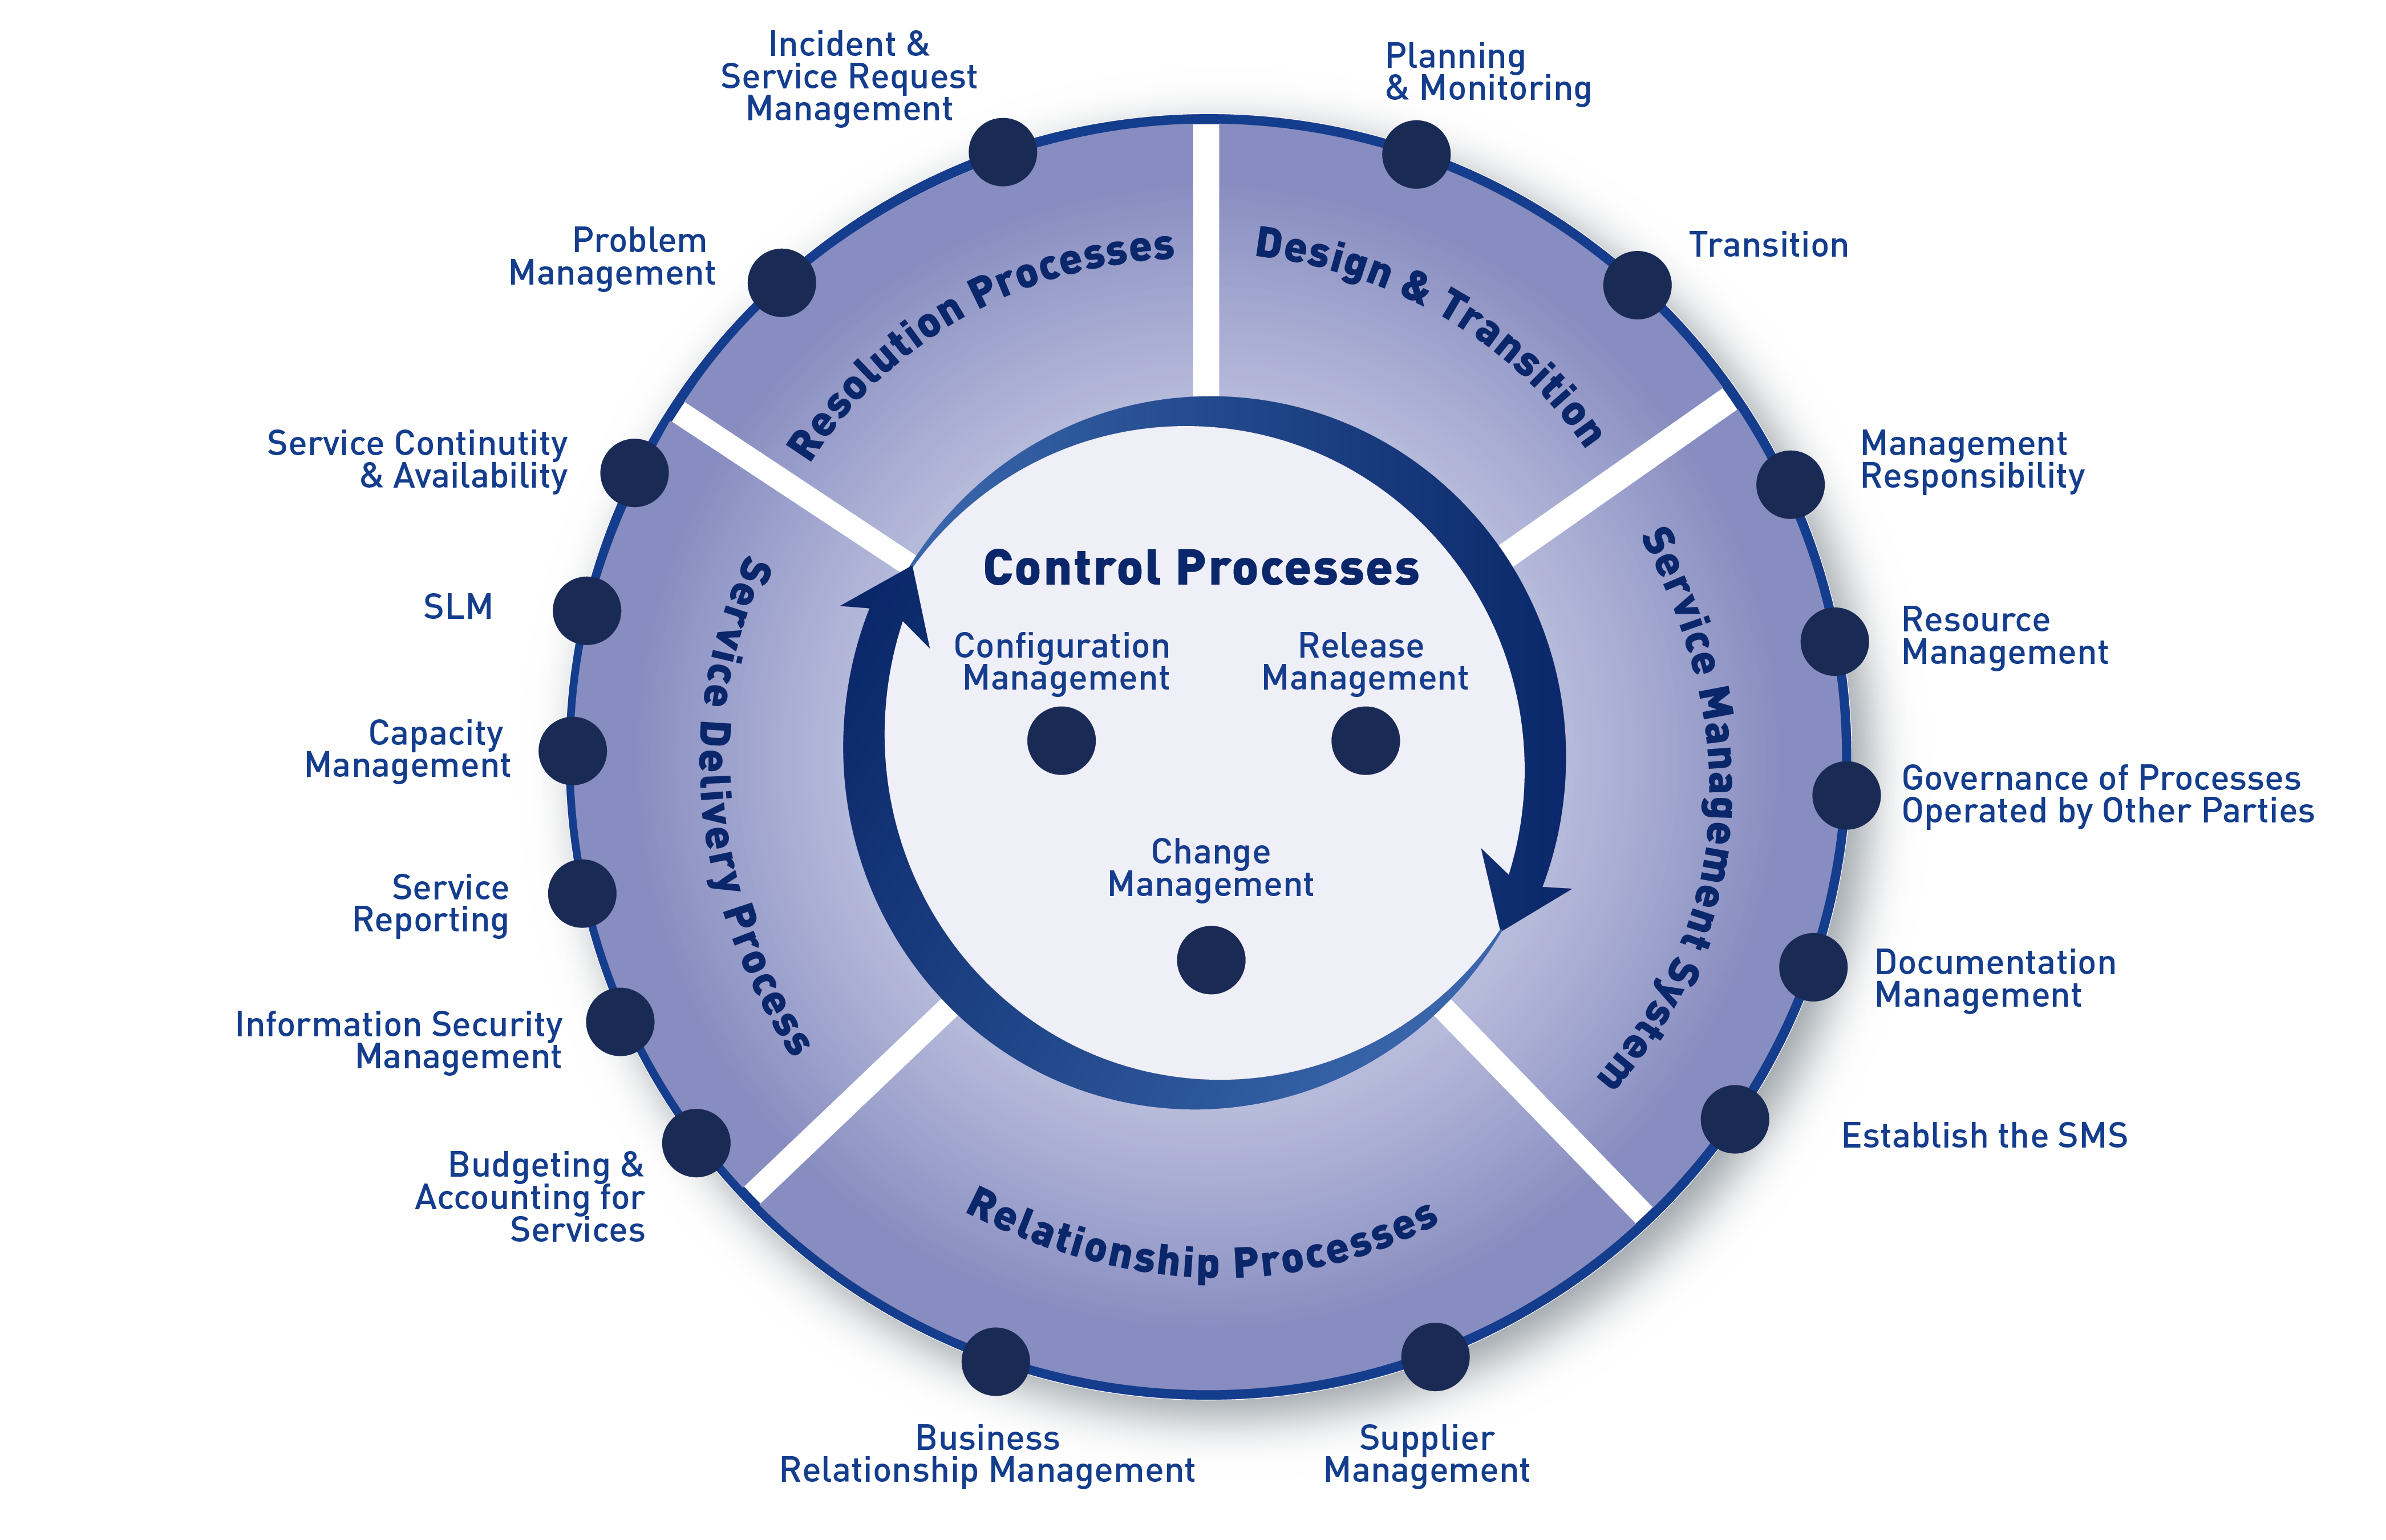 Incident &
Service Request
Management
Planning
& Monitoring
Problem
Management
Transition
Resolution Processes
Design & Transition
Service Continutity
& Availability
Management
Responsibility
SLM
Resource
Management
Capacity
Management
Governance of Processes
Operated by Other Parties
Service
Reporting
Documentation
Management
Information Security
Management
Establish the SMS
Budgeting &
Accounting for
Services
Service Delivery Process
Service Management System
Control Processes
Configuration
Management
Release
Management
Change
Management
Relationship Processes
Business
Relationship Management
Supplier
Management